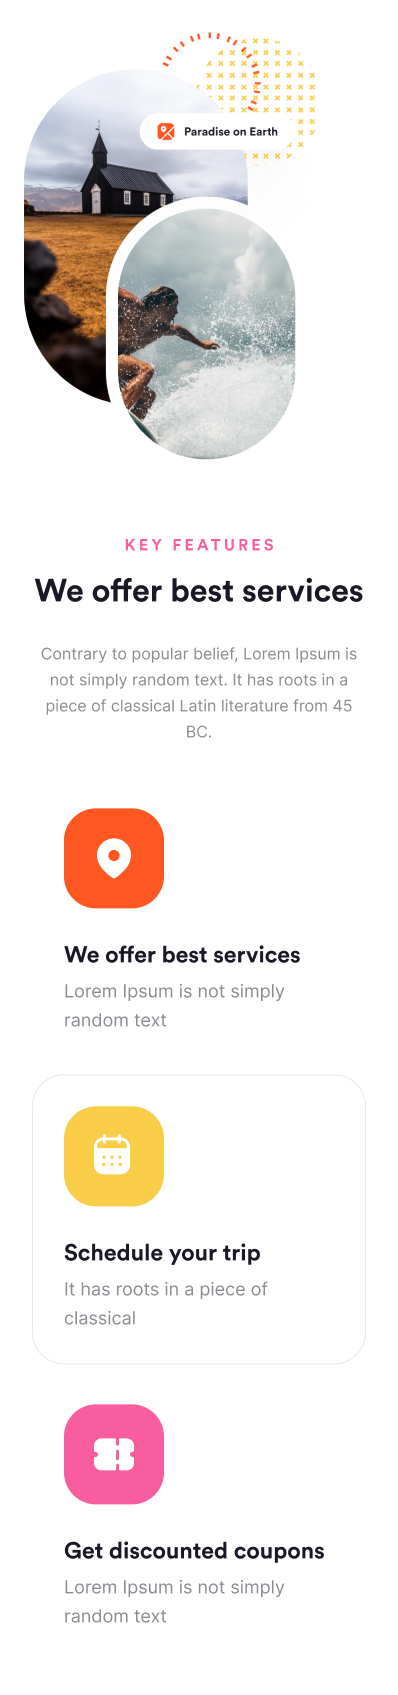 Paradise on Earth
KEY FEATURES
We offer best services
Contrary to popular belief, Lorem Ipsum is
not simply random text. It has roots in a
piece of classical Latin literature from 45
BC.
We offer best services
Lorem Ipsum is not simply
random text
Schedule your trip
It has roots in a piece of
classical
Get discounted coupons
Lorem Ipsum is not simply
random text